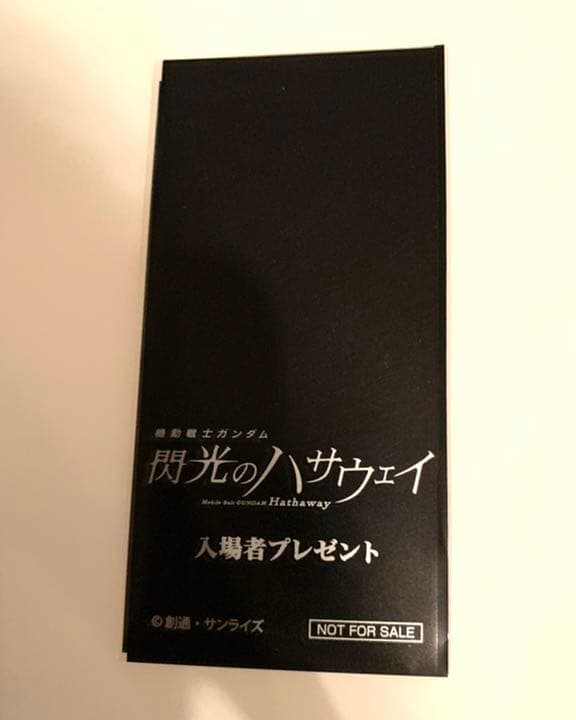 機動戦士ガンダム
閃光のハサウェイ
Mobile Suit GUNDAM Hathaway
入場者プレゼント
©創通・サンライズ
NOT FOR SALE